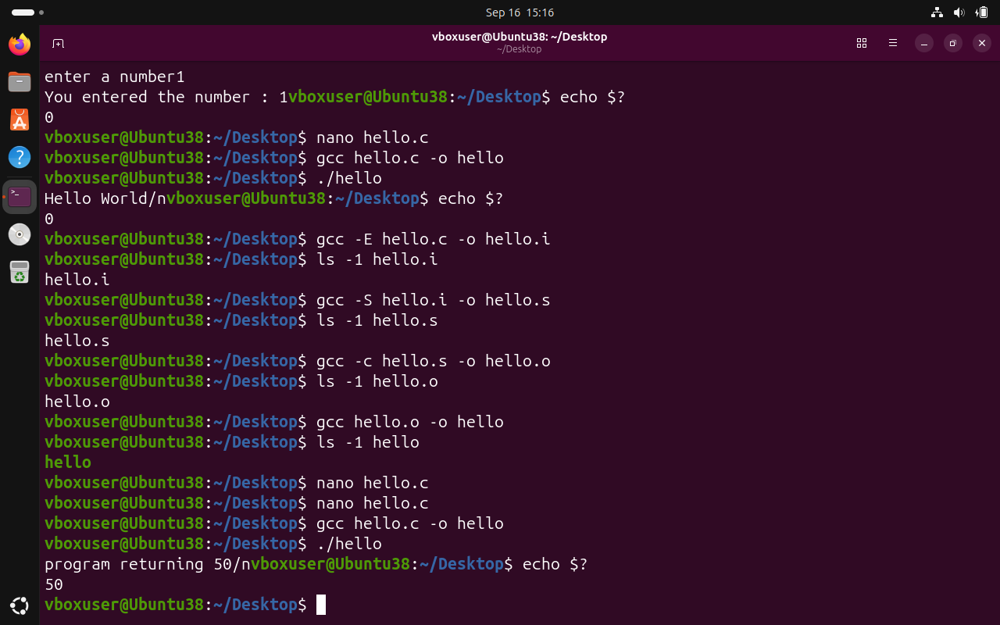 Sep 16 15:16
vboxuser@Ubuntu38: ~/Desktop
~/Desktop
enter a number1
You entered the number : 1vboxuser@Ubuntu38:~/Desktop$ echo $?
0
vboxuser@Ubuntu38:~/Desktop$ nano hello.c
vboxuser@Ubuntu38:~/Desktop$ gcc hello.c -o hello
vboxuser@Ubuntu38:~/Desktop$ ./hello
Hello World/nvboxuser@Ubuntu38:~/Desktop$ echo $?
0
vboxuser@Ubuntu38:~/Desktop$ gcc -E hello.c -o hello.i
vboxuser@Ubuntu38:~/Desktop$ ls -1 hello.i
hello.i
vboxuser@Ubuntu38:~/Desktop$ gcc -S hello.i -o hello.s
vboxuser@Ubuntu38:~/Desktop$ ls -1 hello.s
hello.s
vboxuser@Ubuntu38:~/Desktop$ gcc -c hello.s -o hello.o
vboxuser@Ubuntu38:~/Desktop$ ls -1 hello.o
hello.o
vboxuser@Ubuntu38:~/Desktop$ gcc hello.o -o hello
vboxuser@Ubuntu38:~/Desktop$ ls -1 hello
hello
vboxuser@Ubuntu38:~/Desktop$ nano hello.c
vboxuser@Ubuntu38:~/Desktop$ nano hello.c
vboxuser@Ubuntu38:~/Desktop$ gcc hello.c -o hello
vboxuser@Ubuntu38:~/Desktop$ ./hello
program returning 50/nvboxuser@Ubuntu38:~/Desktop$ echo $?
50
vboxuser@Ubuntu38:~/Desktop$